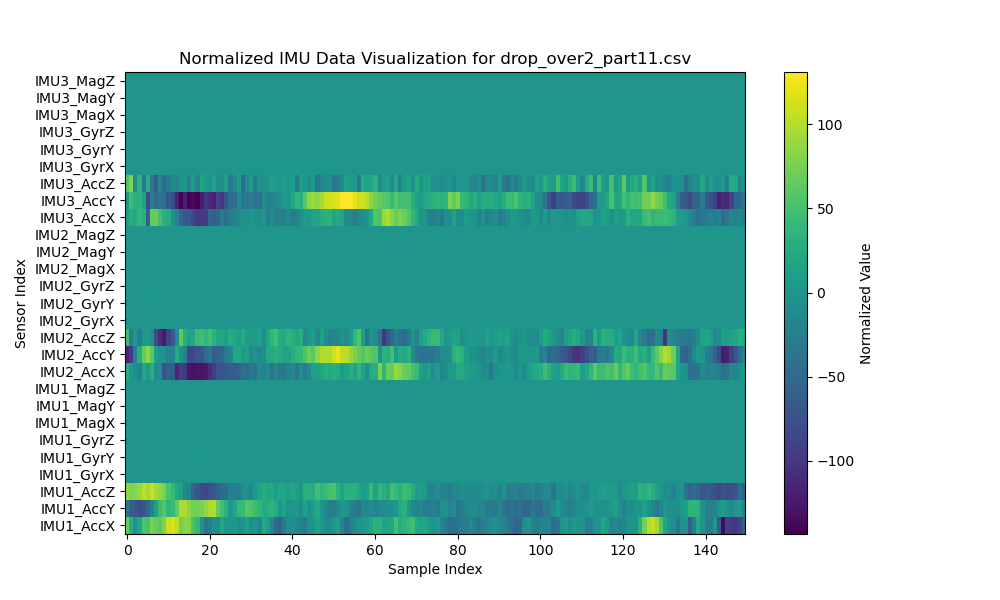 Normalized IMU Data Visualization for drop_over2_part11.csv
IMU3_MagZ
IMU3_MagY
IMU3_MagX
IMU3_GyrZ
IMU3_GyrY
IMU3_GyrX
IMU3_AccZ
IMU3_AccY
IMU3_AccX
IMU2_MagZ
IMU2_MagY
IMU2_MagX
IMU2_GyrZ
IMU2_GyrY
IMU2_GyrX
IMU2_AccZ
IMU2_AccY
IMU2_AccX
IMU1_MagZ
IMU1_MagY
IMU1_MagX
IMU1_GyrZ
IMU1_GyrY
IMU1_GyrX
IMU1_AccZ
IMU1_AccY
IMU1_AccX
Sensor Index
0 20 40 60 80 100 120 140
Sample Index
100
50
0
−50
−100
Normalized Value